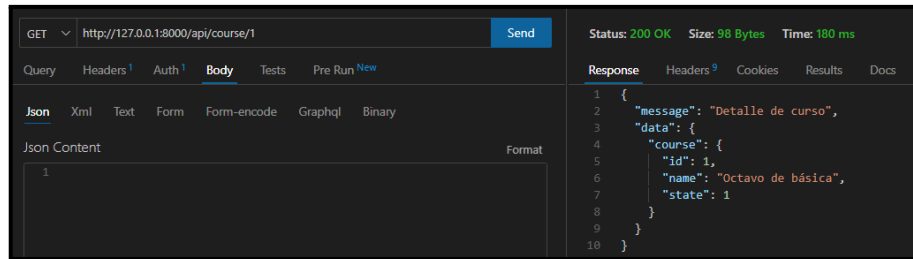 GET http://127.0.0.1:8000/api/course/1 Send
Query Headers 1 Auth 1 Body Tests Pre Run New
Json Xml Text Form Form-encode Graphql Binary
Json Content Format
1
Status: 200 OK Size: 98 Bytes Time: 180 ms
Response Headers 9 Cookies Results Docs
1 {
2 "message": "Detalle de curso",
3 "data": {
4 "course": {
5 "id": 1,
6 "name": "Octavo de básica",
7 "state": 1
8 }
9 }
10 }